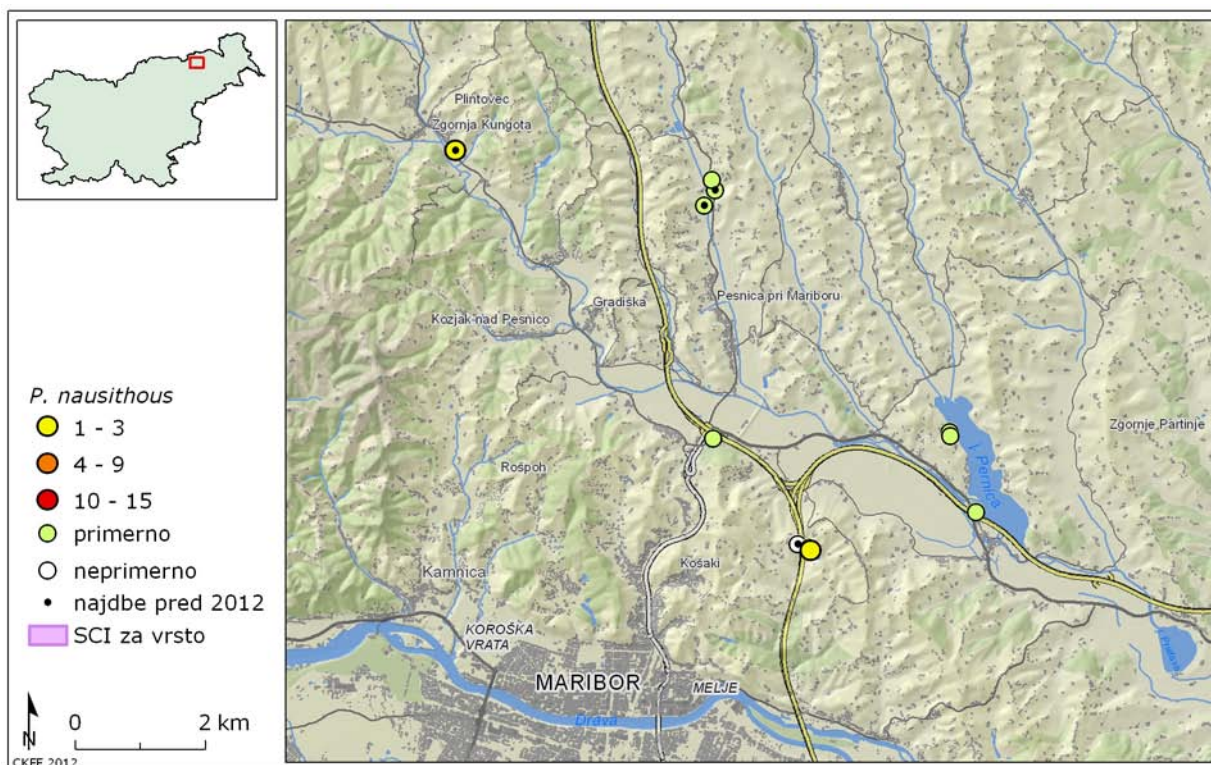 P. nausithous
1 - 3
4 - 9
10 - 15
primerno
neprimerno
najdbe pred 2012
SCI za vrsto
N
0 2 km
CKFF 2012
Plintovec
Zgornja Kungota
Gradiška
Pesnica pri Mariboru
Kozjak nad Pesnico
Zgornje Partinje
j. Pernica
Rošpoh
Košaki
Kamnica
KOROŠKA
VRATA
MARIBOR
MELJE
Drava